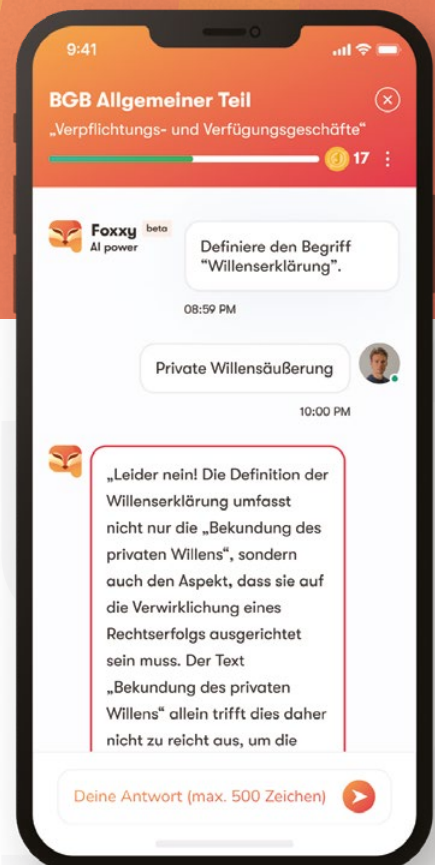 9:41
BGB Allgemeiner Teil
„Verpflichtungs- und Verfügungsgeschäfte“
17
Foxxy beta
AI power
Definiere den Begriff
“Willenserklärung”.
08:59 PM
Private Willensäußerung
10:00 PM
„Leider nein! Die Definition der
Willenserklärung umfasst
nicht nur die „Bekundung des
privaten Willens“, sondern
auch den Aspekt, dass sie auf
die Verwirklichung eines
Rechtserfolgs ausgerichtet
sein muss. Der Text
„Bekundung des privaten
Willens“ allein trifft dies daher
nicht zu reicht aus, um die
Deine Antwort (max. 500 Zeichen)